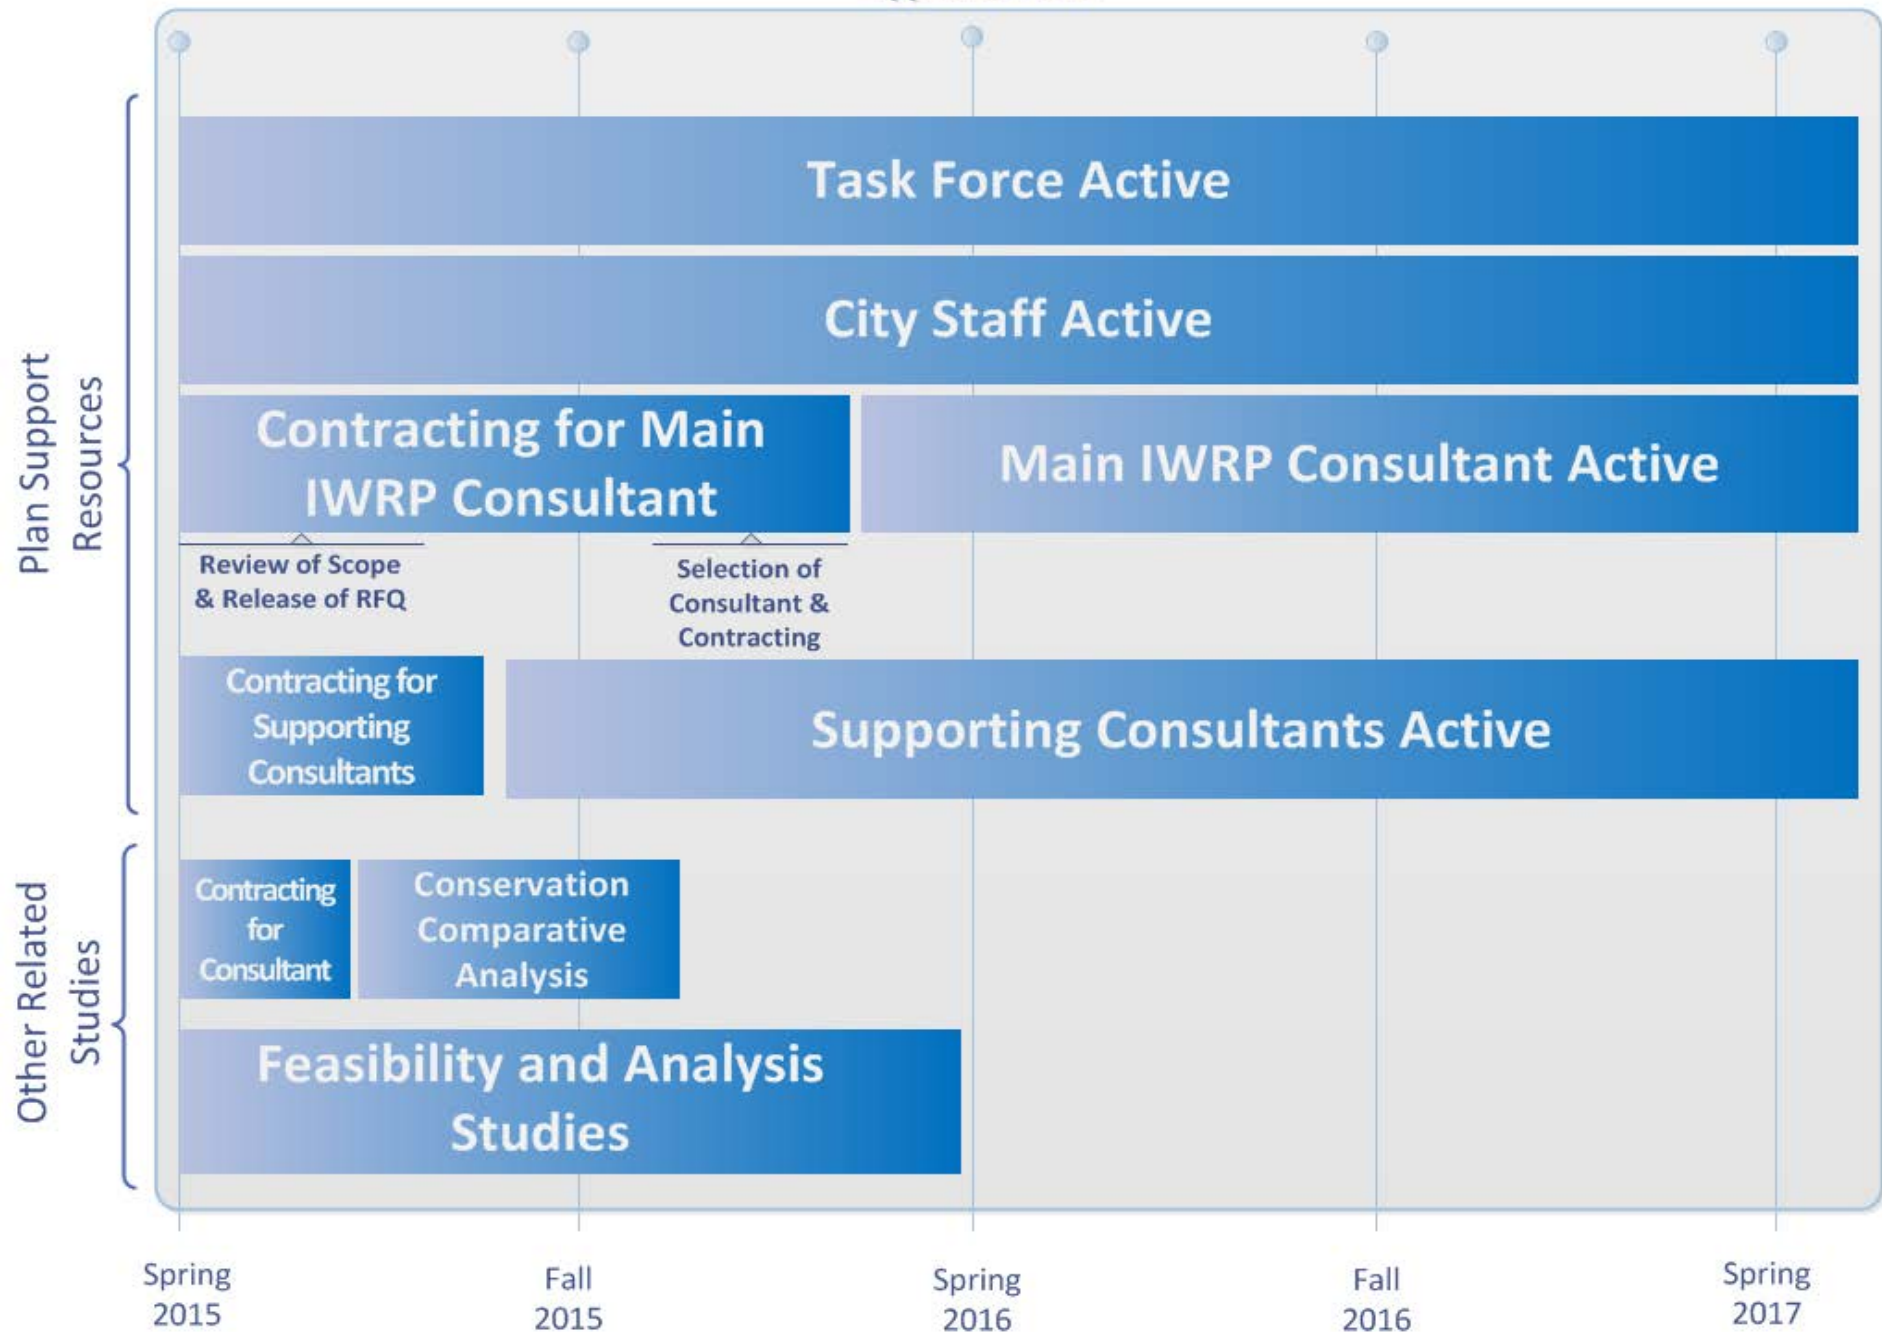 Task Force Active
City Staff Active
Plan Support
Resources
Contracting for Main
IWRP Consultant
Main IWRP Consultant Active
Review of Scope
& Release of RFQ
Selection of
Consultant &
Contracting
Contracting for
Supporting
Consultants
Supporting Consultants Active
Other Related
Studies
Contracting
for
Consultant
Conservation
Comparative
Analysis
Feasibility and Analysis
Studies
Spring
2015
Fall
2015
Spring
2016
Fall
2016
Spring
2017